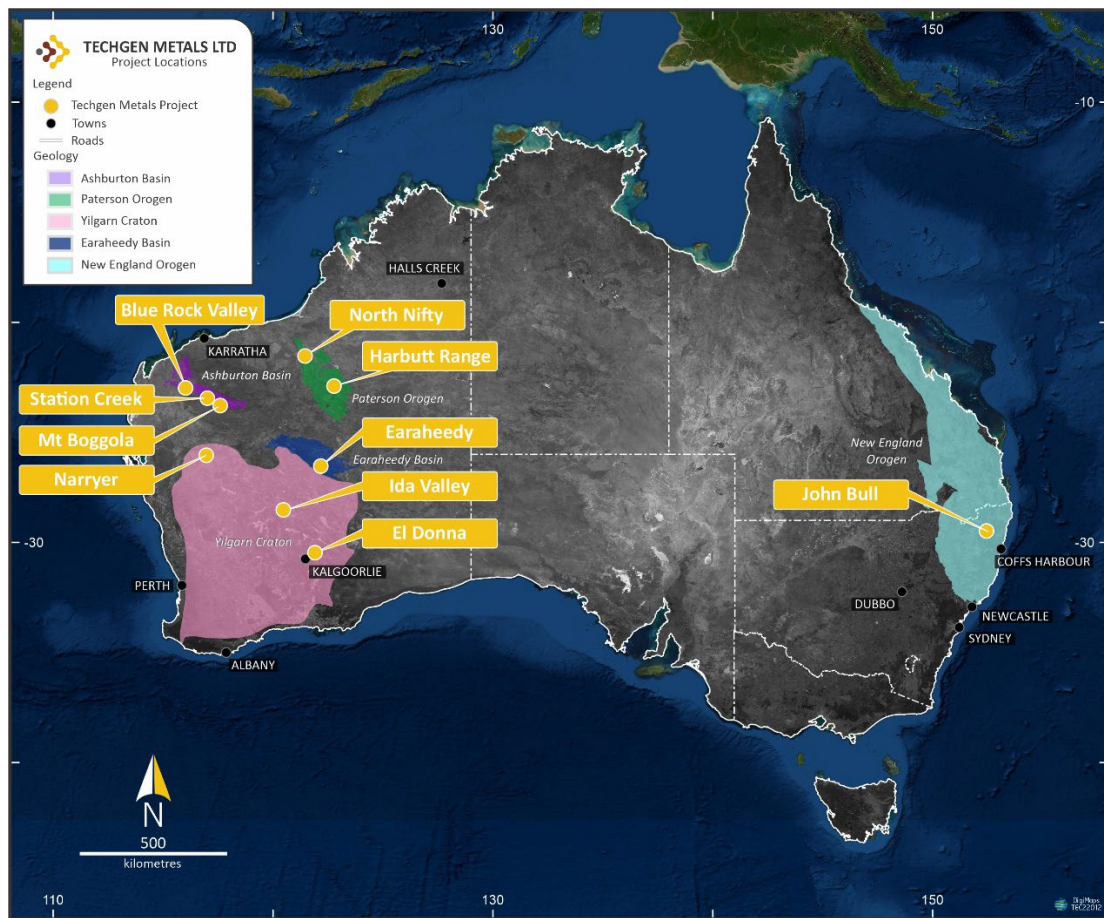 TECHGEN METALS LTD
Project Locations
Legend
Techgen Metals Project
Towns
Roads
Geology
Ashburton Basin
Paterson Orogen
Yilgarn Craton
Earaheedy Basin
New England Orogen
130
150
-10
HALLS CREEK
Blue Rock Valley
North Nifty
KARRATHA
Harbutt Range
Ashburton Basin
Station Creek
Paterson Orogen
Mt Boggola
Earaheedy
Narryer
Earaheedy Basin
New England
Orogen
Ida Valley
John Bull
El Donna
-30
Yilgarn Craton
-30
COFFS HARBOUR
KALGOORLIE
PERTH
DUBBO
NEWCASTLE
SYDNEY
ALBANY
N
500
kilometres
110
130
150
DigiMaps
TEC22012